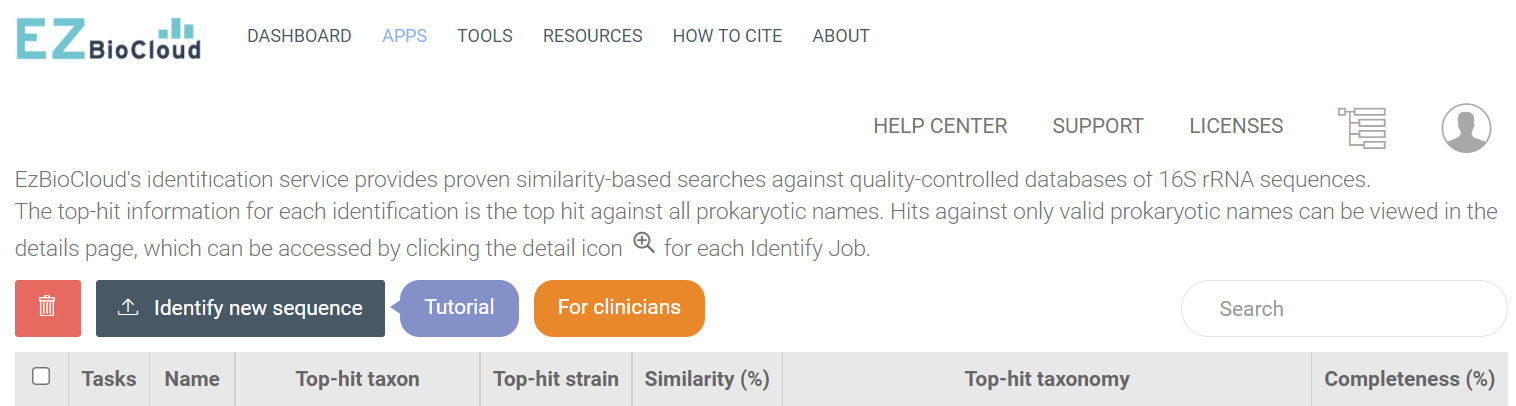 EZ BioCloud DASHBOARD APPS TOOLS RESOURCES HOW TO CITE ABOUT
HELP CENTER SUPPORT LICENSES
EzBioCloud's identification service provides proven similarity-based searches against quality-controlled databases of 16S rRNA sequences.
The top-hit information for each identification is the top hit against all prokaryotic names. Hits against only valid prokaryotic names can be viewed in the
details page, which can be accessed by clicking the detail icon for each Identify Job.
Identify new sequence Tutorial For clinicians Search
Tasks Name Top-hit taxon Top-hit strain Similarity (%) Top-hit taxonomy Completeness (%)